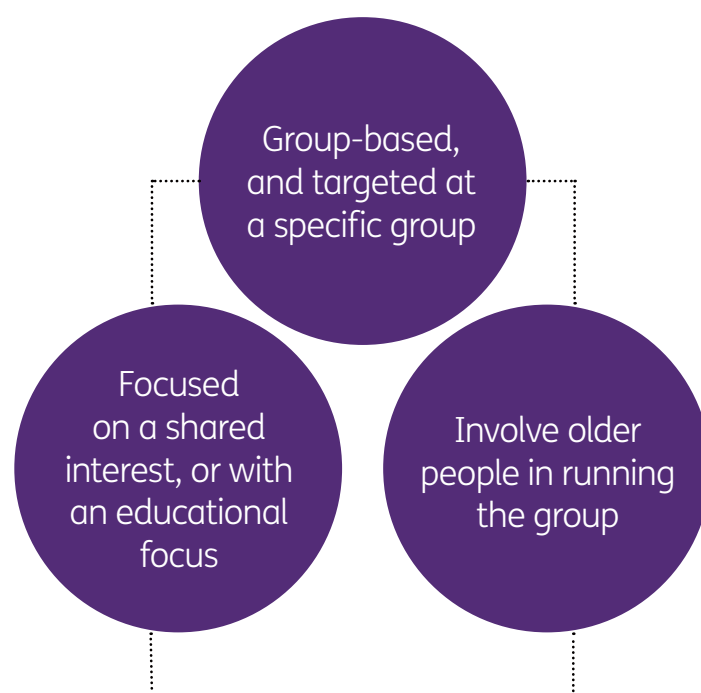 Group-based,
and targeted at
a specific group
Focused
on a shared
interest, or with
an educational
focus
Involve older
people in running
the group